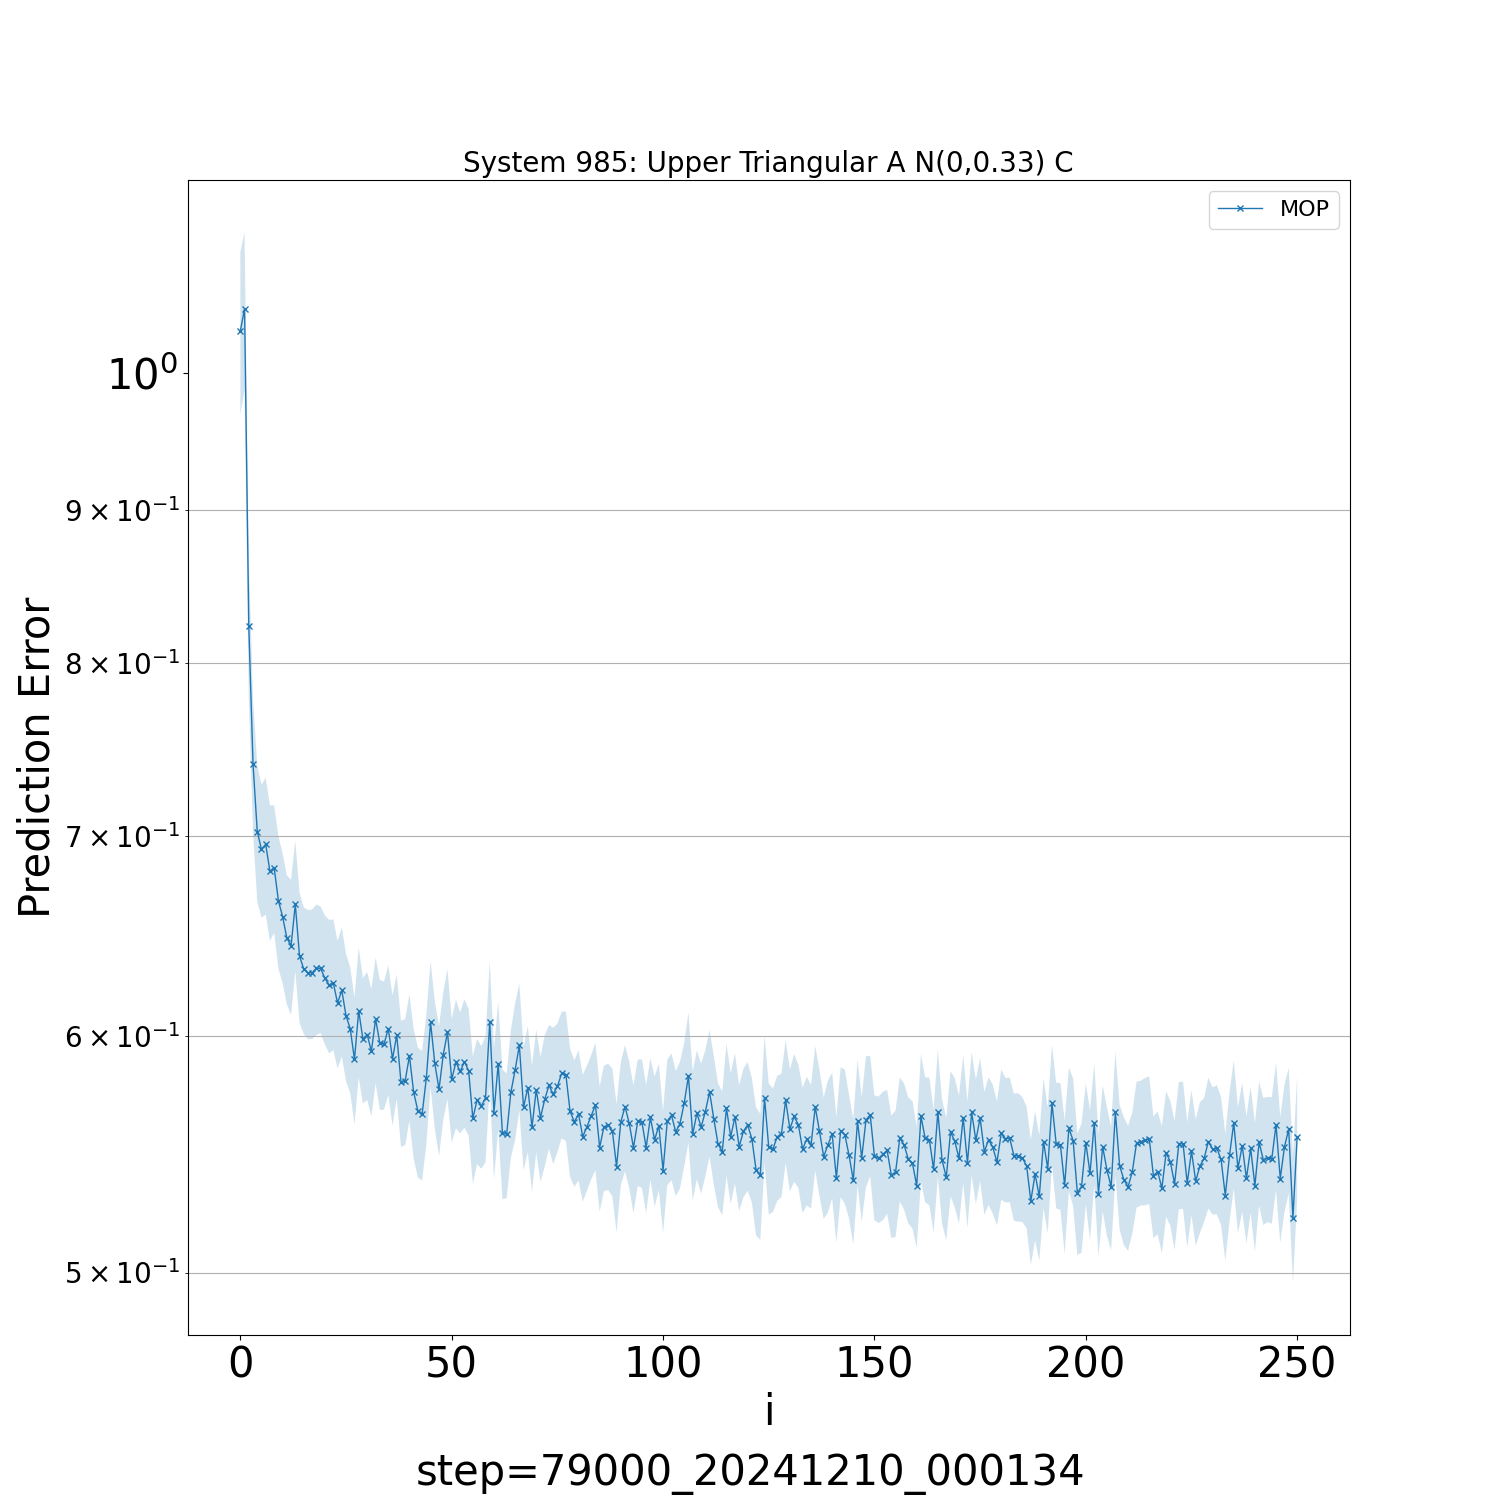 System 985: Upper Triangular A N(0,0.33) C
MOP
Prediction Error
10⁰
9 × 10⁻¹
8 × 10⁻¹
7 × 10⁻¹
6 × 10⁻¹
5 × 10⁻¹
0 50 100 150 200 250
i
step=79000_20241210_000134